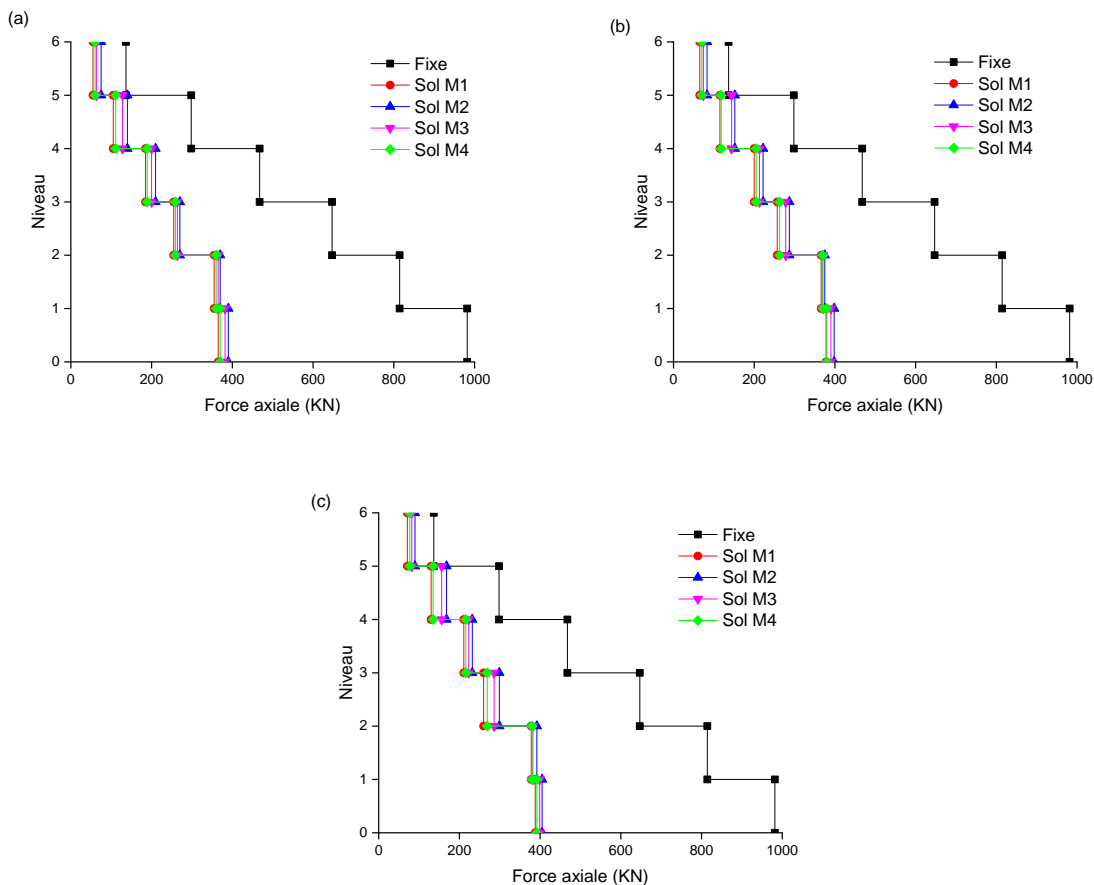 (a)
Fixe
Sol M1
Sol M2
Sol M3
Sol M4
Niveau
6
5
4
3
2
1
0
0 200 400 600 800 1000
Force axiale (KN)
(b)
Fixe
Sol M1
Sol M2
Sol M3
Sol M4
Niveau
6
5
4
3
2
1
0
0 200 400 600 800 1000
Force axiale (KN)
(c)
Fixe
Sol M1
Sol M2
Sol M3
Sol M4
Niveau
6
5
4
3
2
1
0
0 200 400 600 800 1000
Force axiale (KN)